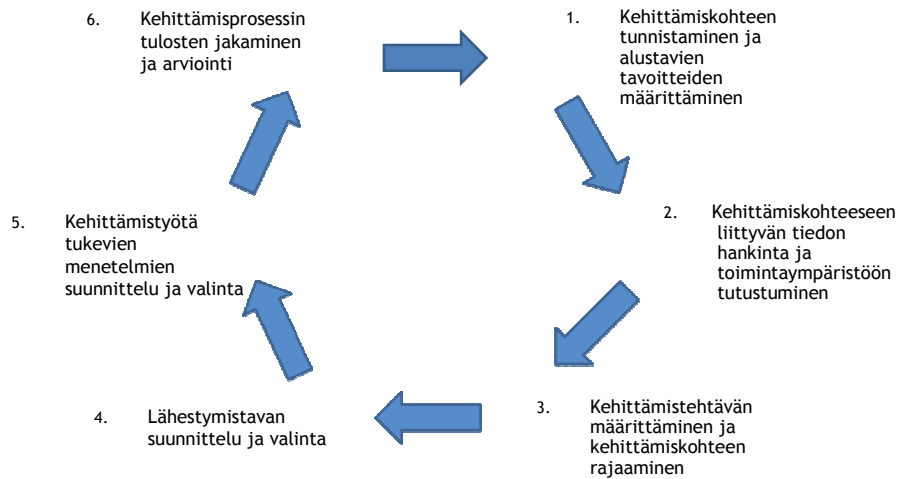 1. Kehittämiskohteen
tunnistaminen ja
alustavien
tavoitteiden
määrittäminen
2. Kehittämiskohteeseen
liittyvän tiedon
hankinta ja
toimintaympäristöön
tutustuminen
3. Kehittämistehtävän
määrittäminen ja
kehittämiskohteen
rajaaminen
4. Lähestymistavan
suunnittelu ja valinta
5. Kehittämistyötä
tukevien
menetelmien
suunnittelu ja valinta
6. Kehittämisprosessin
tulosten jakaminen
ja arviointi